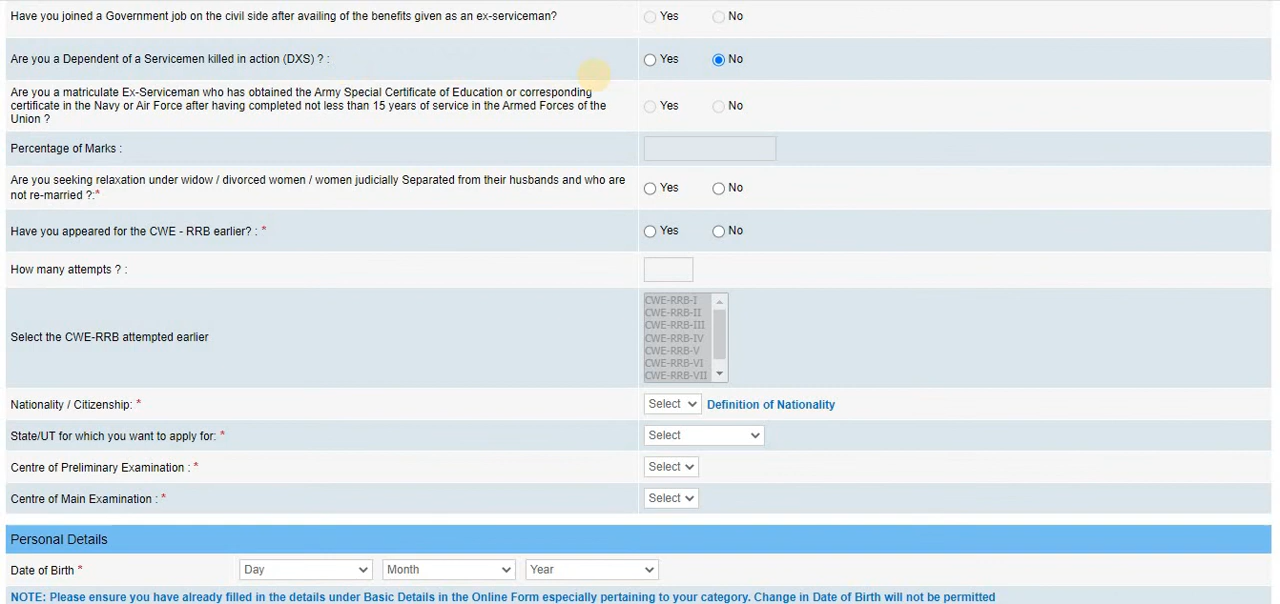 Have you joined a Government job on the civil side after availing of the benefits given as an ex-serviceman? Yes No
Are you a Dependent of a Servicemen killed in action (DXS) ? : Yes No
Are you a matriculate Ex-Serviceman who has obtained the Army Special Certificate of Education or corresponding
certificate in the Navy or Air Force after having completed not less than 15 years of service in the Armed Forces of the Yes No
Union ?
Percentage of Marks :
Are you seeking relaxation under widow / divorced women / women judicially Separated from their husbands and who are Yes No
not re-married ?:*
Have you appeared for the CWE - RRB earlier? : * Yes No
How many attempts ? :
CWE-RRB-I
CWE-RRB-II
CWE-RRB-III
Select the CWE-RRB attempted earlier CWE-RRB-IV
CWE-RRB-V
CWE-RRB-VI
CWE-RRB-VII
Nationality / Citizenship: * Select Definition of Nationality
State/UT for which you want to apply for: * Select
Centre of Preliminary Examination : * Select
Centre of Main Examination : * Select
Personal Details
Date of Birth * Day Month Year
NOTE: Please ensure you have already filled in the details under Basic Details in the Online Form especially pertaining to your category. Change in Date of Birth will not be permitted